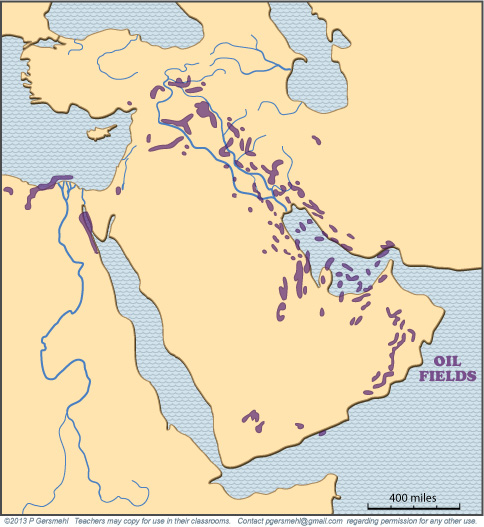 OIL
FIELDS
400 miles
©2013 P Gersmehl Teachers may copy for use in their classrooms. Contact pgersmehl@gmail.com regarding permission for any other use.